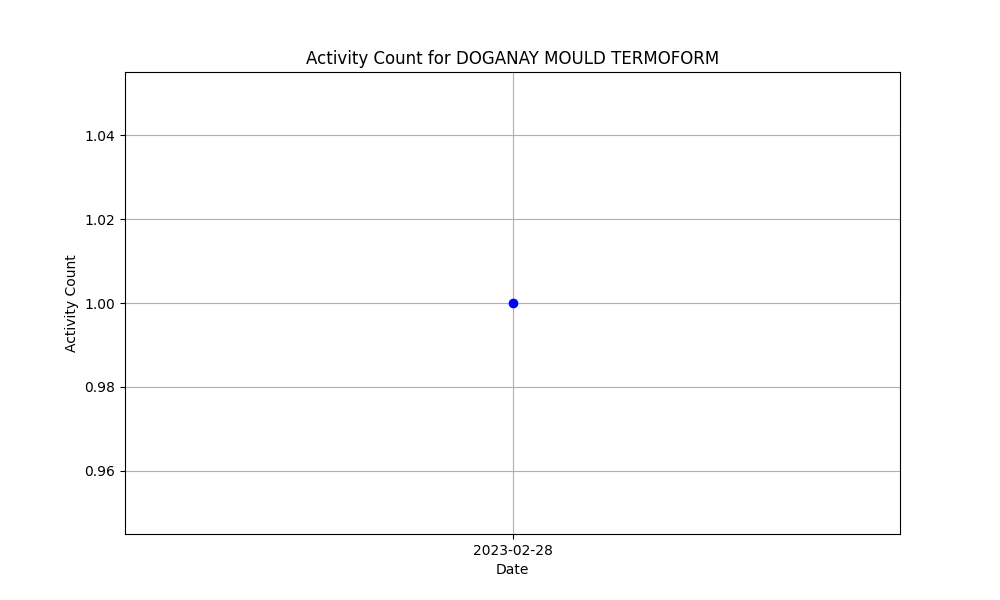 Activity Count for DOGANAY MOULD TERMOFORM
1.04
1.02
1.00
0.98
0.96
Activity Count
2023-02-28
Date